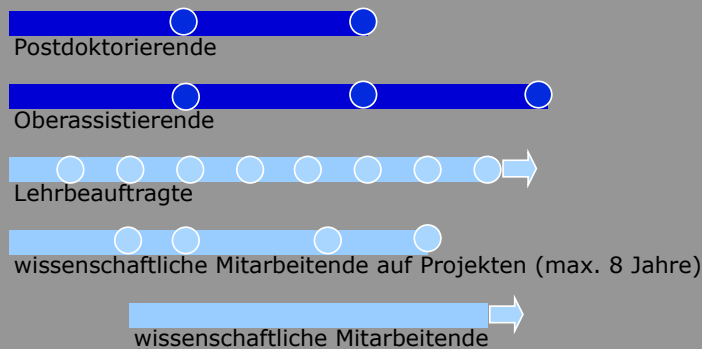 Postdoktorierende
Oberassistierende
Lehrbeauftragte
wissenschaftliche Mitarbeitende auf Projekten (max. 8 Jahre)
wissenschaftliche Mitarbeitende